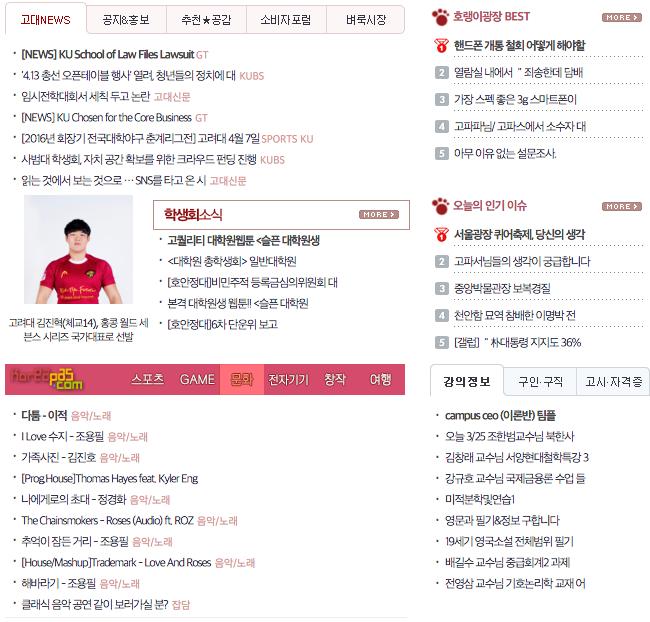 고대NEWS 공지&홍보 추천★공감 소비자포럼 벼룩시장
[NEWS] KU School of Law Files Lawsuit GT
'4.13 총선 오픈테이블 행사' 열려, 청년들의 정치에 대 KUBS
임시전학대회서 세칙 두고 논란 고대신문
[NEWS] KU Chosen for the Core Business GT
[2016년 회장기 전국대학야구 춘계리그전] 고려대 4월 7일 SPORTS KU
사범대 학생회, 자치 공간 확보를 위한 크라우드 펀딩 진행 KUBS
읽는 것에서 보는 것으로 … SNS를 타고 온 시 고대신문
고려대 김진혁(체교14), 홍콩 월드 세
븐스 시리즈 국가대표로 선발
학생회소식 MORE
고퀄리티 대학원웹툰 <슬픈 대학원생
<대학원 총학생회> 일반대학원
[호안정대]비민주적 등록금심의위원회 대
본격 대학원생 웹툰!! <슬픈 대학원
[호안정대]6차 단운위 보고
KOREapas.com 스포츠 GAME 문화 전자기기 창작 여행
다툼 - 이적 음악/노래
I Love 수지 - 조용필 음악/노래
가족사진 - 김진호 음악/노래
[Prog House]Thomas Hayes feat. Kyler Eng
나에게로의 초대 - 정경화 음악/노래
The Chainsmokers - Roses (Audio) ft. ROZ 음악/노래
추억이 잠든 거리 - 조용필 음악/노래
[House/Mashup]Trademark - Love And Roses 음악/노래
해바라기 - 조용필 음악/노래
클래식 음악 공연 같이 보러가실 분? 잡담
호랭이광장 BEST MORE
1 핸드폰 개통 철회 어떻게 해야할
2 열람실 내에서 " 죄송한데 담배
3 가장 스펙 좋은 3g 스마트폰이
4 고파파님/ 고파스에서 소수자 대
5 아무 이유 없는 설문조사.
오늘의 인기 이슈 MORE
1 서울광장 퀴어축제, 당신의 생각
2 고파서님들의 생각이 궁금합니다
3 중앙박물관장 보복경질
4 천안함 묘역 참배한 이명박 전
5 [갤럽] " 朴대통령 지지도 36%
강의정보 구인·구직 고시·자격증
campus ceo (이론반) 팀플
오늘 3/25 조한범교수님 북한사
김창래 교수님 서양현대철학특강 3
강규호 교수님 국제금융론 수업 들
미적분학및연습1
영문과 필기&정보 구합니다
19세기 영국소설 전체범위 필기
배길수 교수님 중급회계2 과제
전영삼 교수님 기호논리학 교재 어